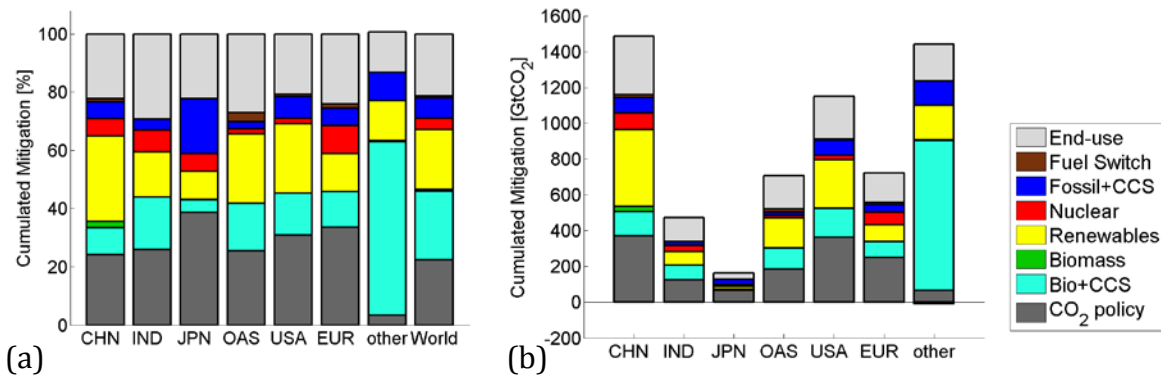 100
80
60
40
20
0
Cumulated Mitigation [%]
CHN IND JPN OAS USA EUR other World
(a)
1600
1400
1200
1000
800
600
400
200
0
-200
Cumulated Mitigation [GtCO2]
CHN IND JPN OAS USA EUR other
(b)
End-use
Fuel Switch
Fossil+CCS
Nuclear
Renewables
Biomass
Bio+CCS
CO2 policy